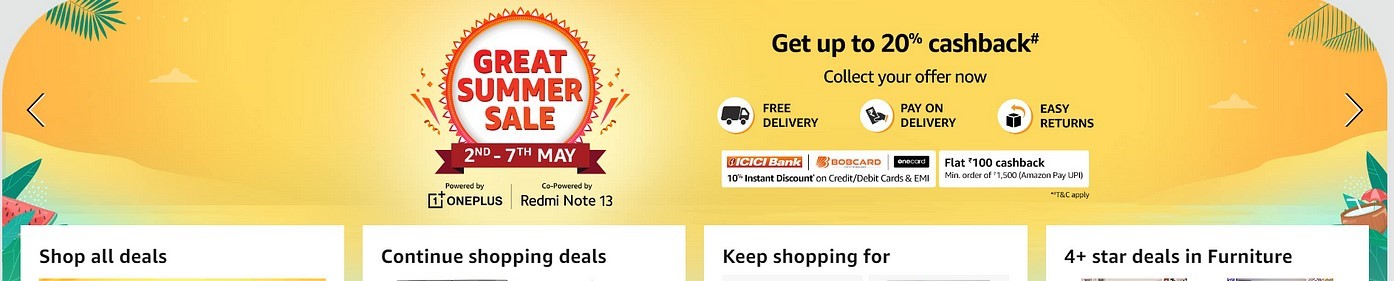 GREAT
SUMMER
SALE
2ND - 7TH MAY
Powered by
1+ ONEPLUS
Co-Powered by
Redmi Note 13
Get up to 20% cashback#
Collect your offer now
FREE
DELIVERY
PAY ON
DELIVERY
EASY
RETURNS
ICICI Bank
BOBCARD
onecard
10% Instant Discount* on Credit/Debit Cards & EMI
Flat ₹100 cashback
Min. order of ₹1,500 (Amazon Pay UPI)
*#T&C apply
Shop all deals
Continue shopping deals
Keep shopping for
4+ star deals in Furniture